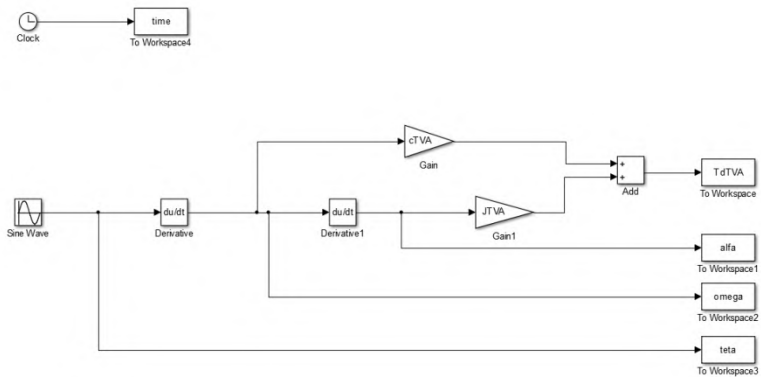 time
Clock
To Workspace4
cTVA
Gain
+
+
Add
TdTVA
To Workspace
Sine Wave
du/dt
Derivative
du/dt
Derivative1
JTVA
Gain1
alfa
To Workspace1
omega
To Workspace2
teta
To Workspace3